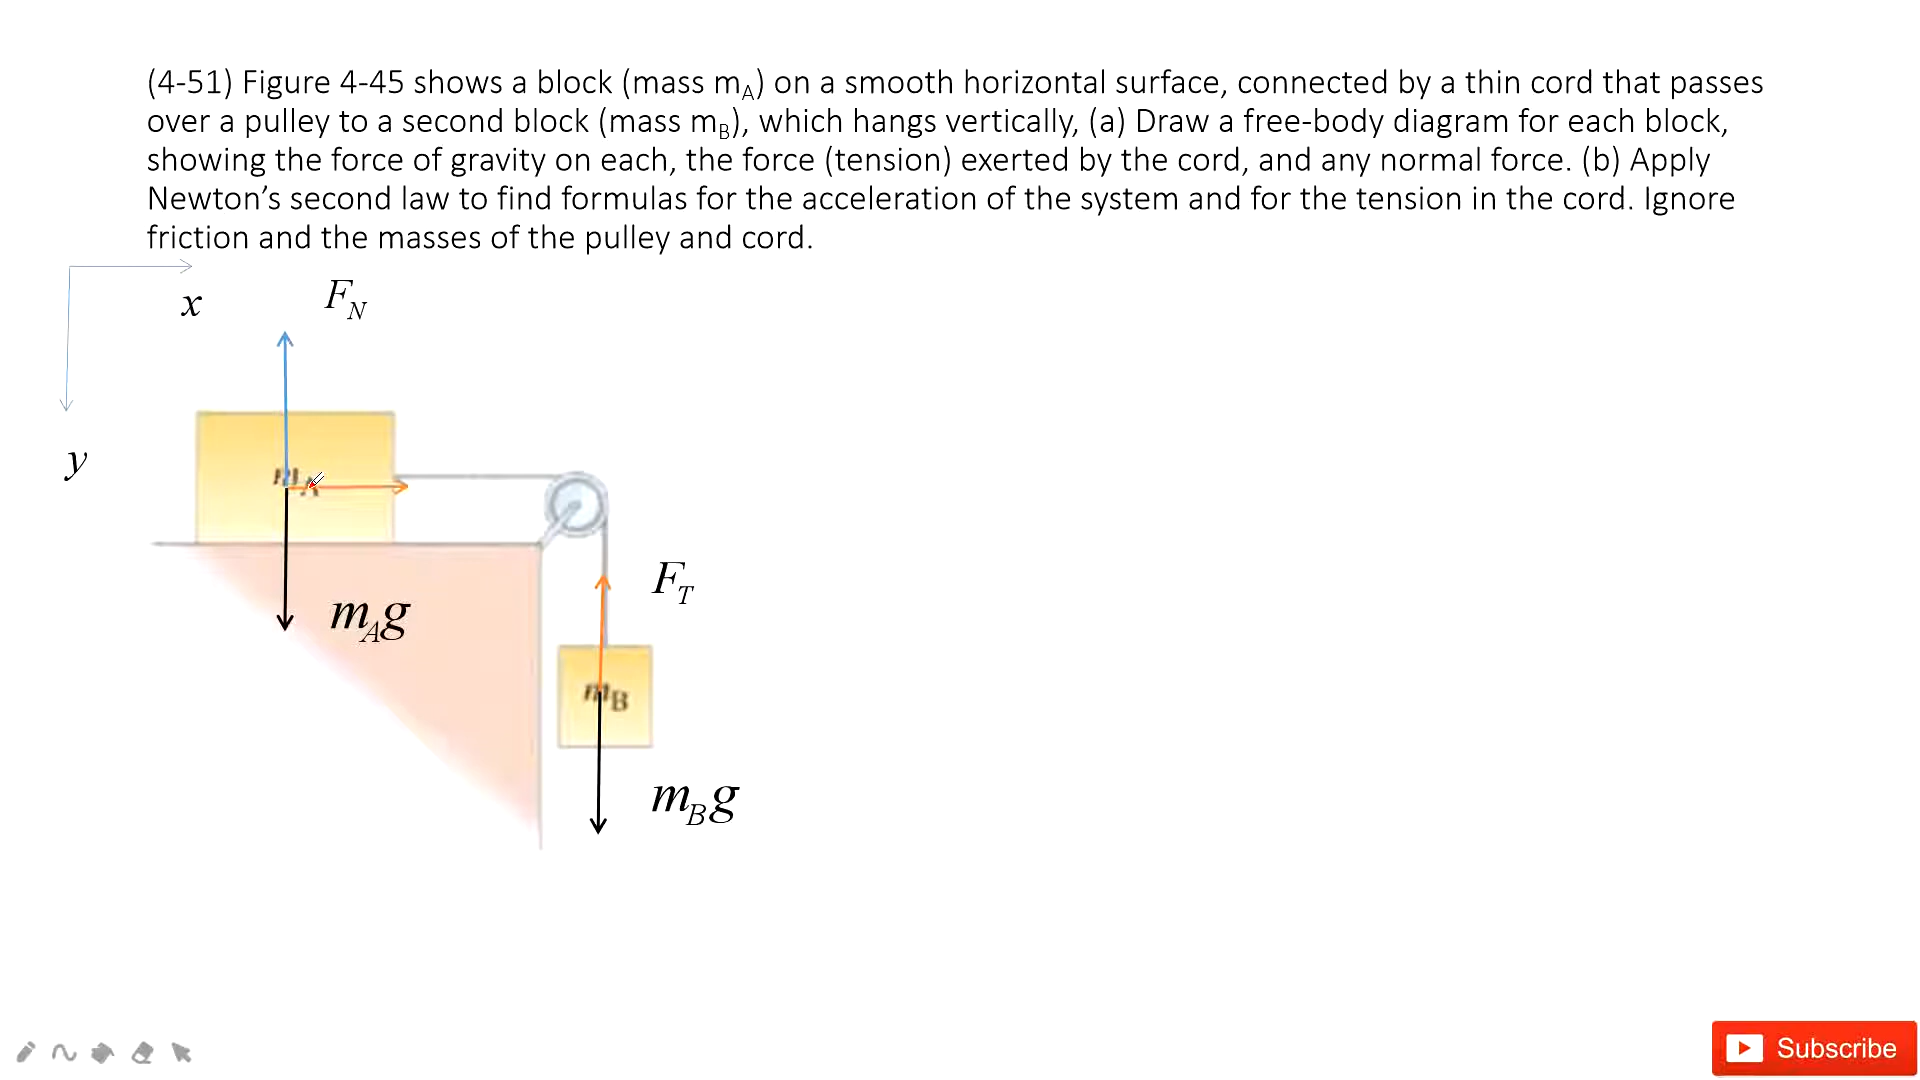 (4-51) Figure 4-45 shows a block (mass mA) on a smooth horizontal surface, connected by a thin cord that passes
over a pulley to a second block (mass mB), which hangs vertically, (a) Draw a free-body diagram for each block,
showing the force of gravity on each, the force (tension) exerted by the cord, and any normal force. (b) Apply
Newton’s second law to find formulas for the acceleration of the system and for the tension in the cord. Ignore
friction and the masses of the pulley and cord.
x
FN
y
mA
FT
mAg
mB
mBg
Subscribe